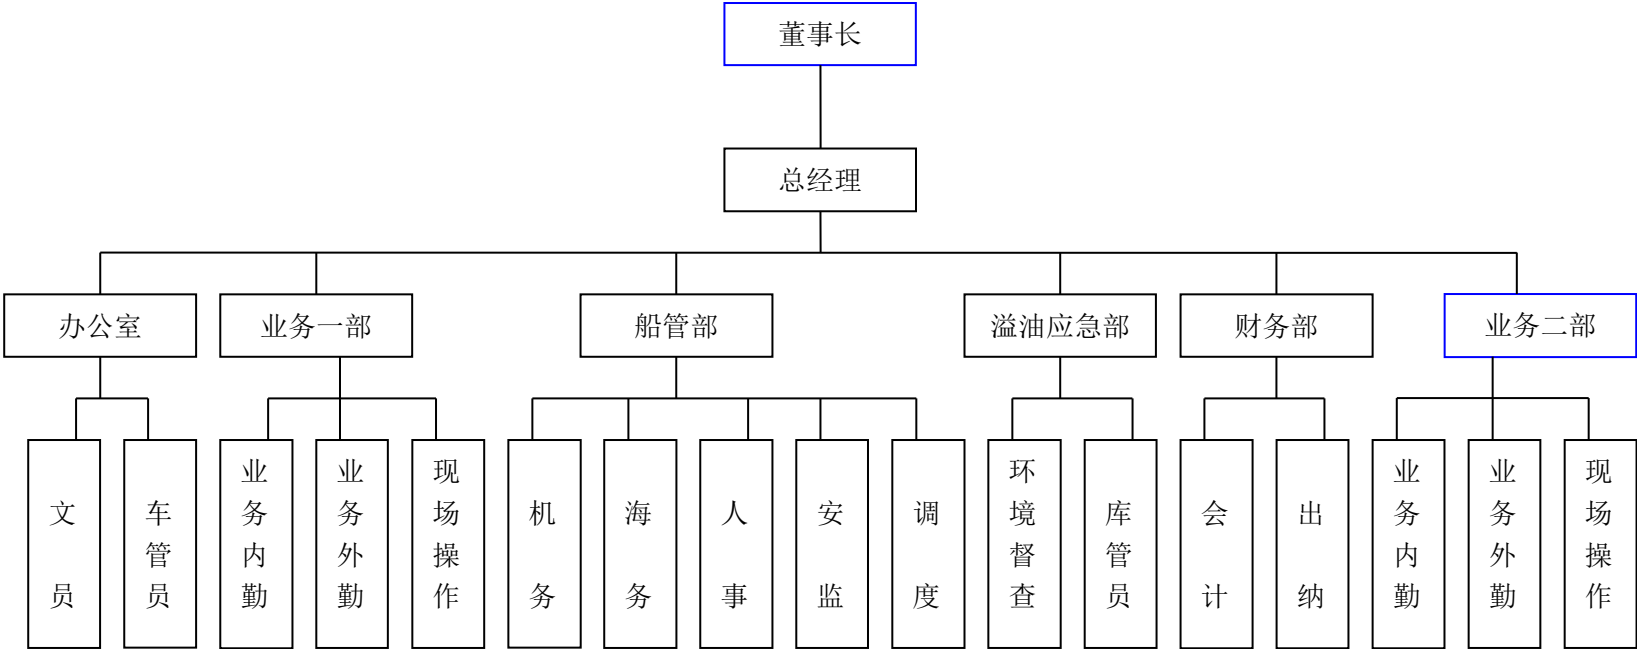 董事长
总经理
办公室
业务一部
船管部
溢油应急部
财务部
业务二部
文员
车管员
业务内勤
业务外勤
现场操作
机务
海务
人事
安监
调度
环境督查
库管员
会计
出纳
业务内勤
业务外勤
现场操作